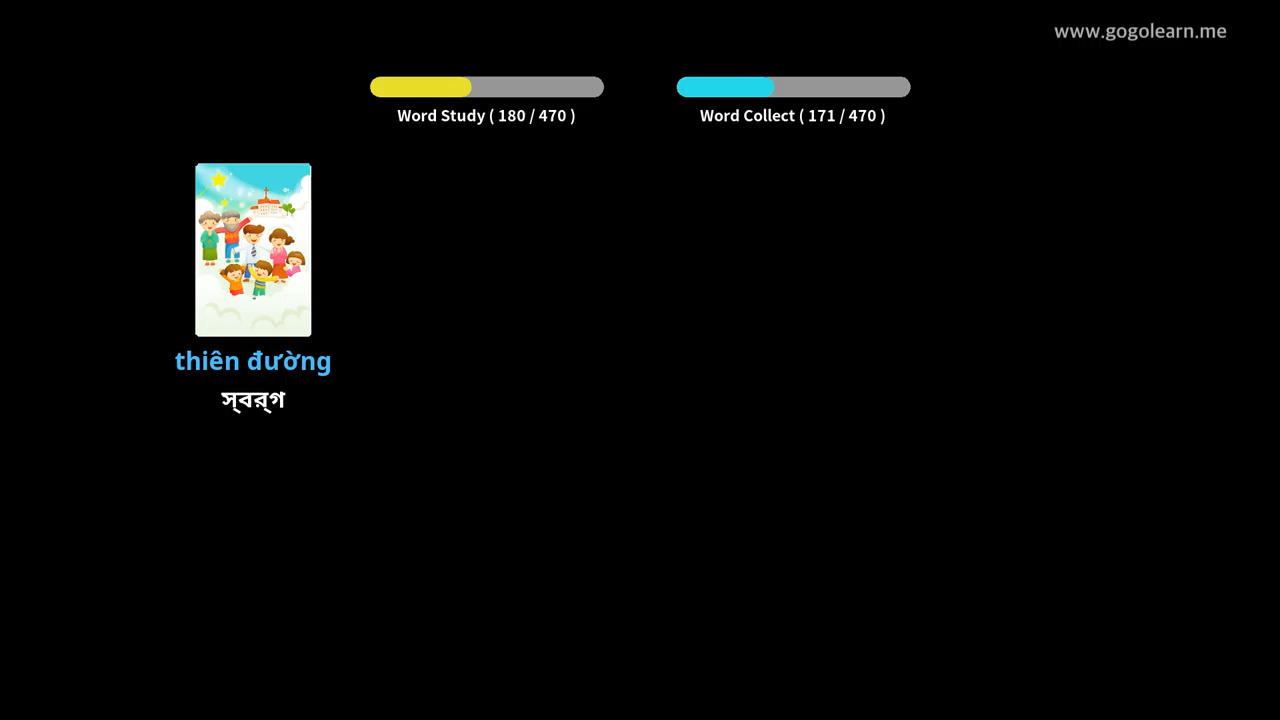 www.gogolearn.me
Word Study ( 180 / 470 )
Word Collect ( 171 / 470 )
thiên đường
স্বর্গ